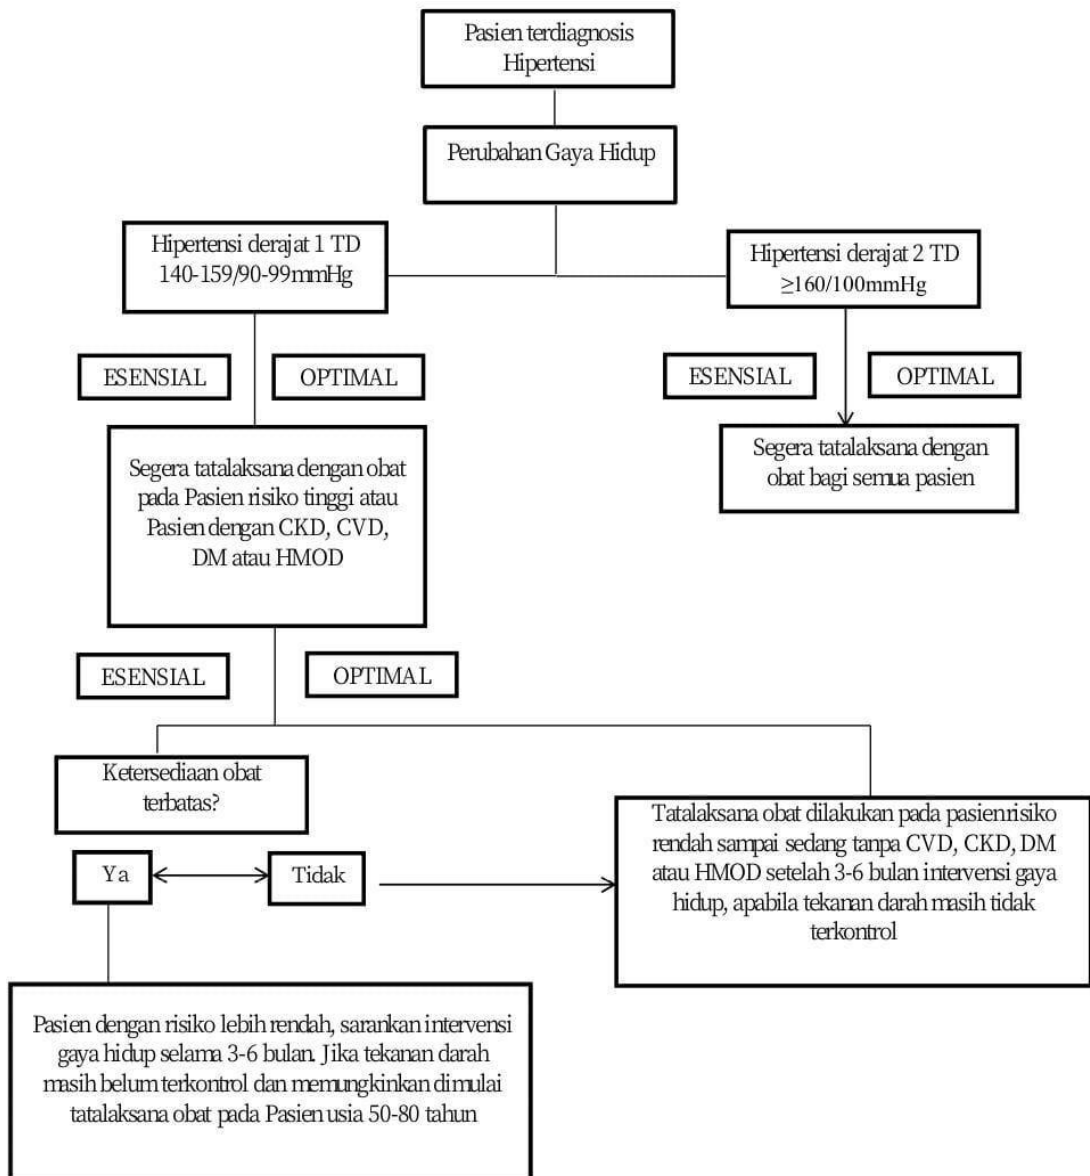 Pasien terdiagnosis
Hipertensi
Perubahan Gaya Hidup
Hipertensi derajat 1 TD
140-159/90-99mmHg
Hipertensi derajat 2 TD
≥160/100mmHg
ESENSIAL
OPTIMAL
ESENSIAL
OPTIMAL
Segera tatalaksana dengan obat
pada Pasien risiko tinggi atau
Pasien dengan CKD, CVD,
DM atau HMOD
Segera tatalaksana dengan
obat bagi semua pasien
ESENSIAL
OPTIMAL
Ketersediaan obat
terbatas?
Ya
Tidak
Tatalaksana obat dilakukan pada pasien risiko
rendah sampai sedang tanpa CVD, CKD, DM
atau HMOD setelah 3-6 bulan intervensi gaya
hidup, apabila tekanan darah masih tidak
terkontrol
Pasien dengan risiko lebih rendah, sarankan intervensi
gaya hidup selama 3-6 bulan. Jika tekanan darah
masih belum terkontrol dan memungkinkan dimulai
tatalaksana obat pada Pasien usia 50-80 tahun